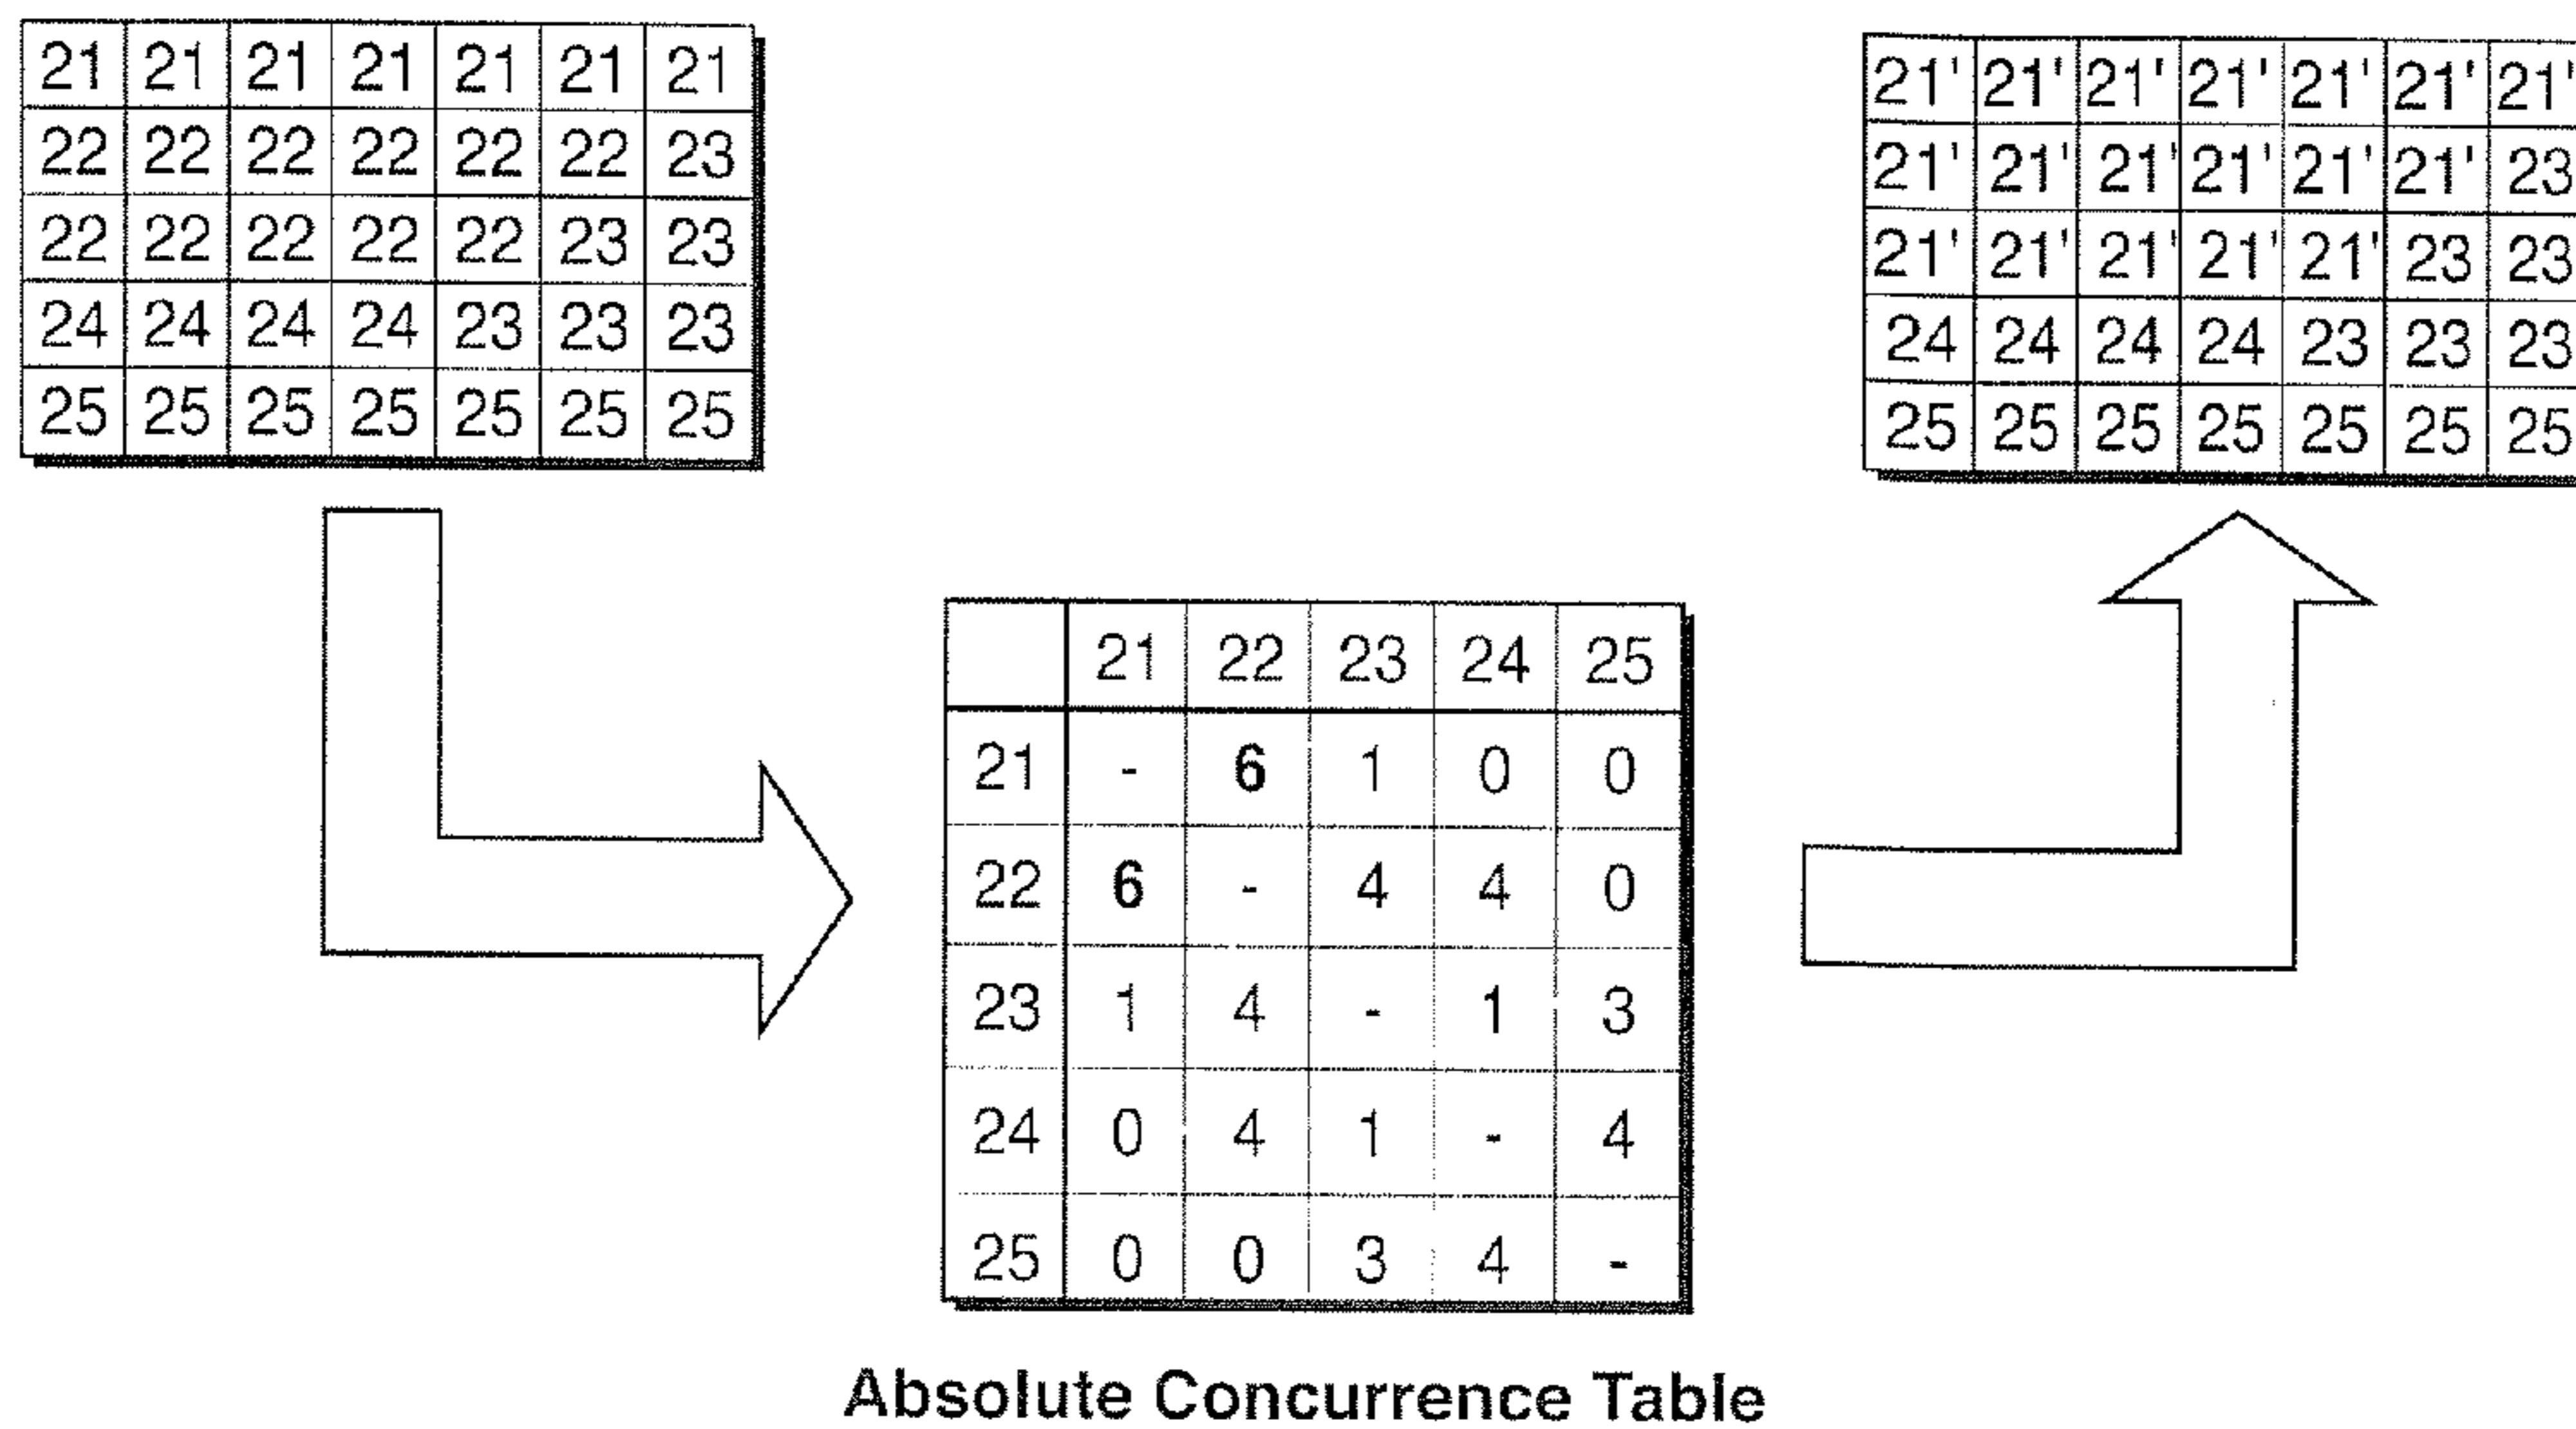 21 21 21 21 21 21 21
22 22 22 22 22 22 23
22 22 22 22 22 23 23
24 24 24 24 23 23 23
25 25 25 25 25 25 25
21' 21' 21' 21' 21' 21' 21'
21' 21' 21' 21' 21' 21' 23
21' 21' 21' 21' 21' 23 23
24 24 24 24 23 23 23
25 25 25 25 25 25 25
21 22 23 24 25
21 - 6 1 0 0
22 6 - 4 4 0
23 1 4 - 1 3
24 0 4 1 - 4
25 0 0 3 4 -
Absolute Concurrence Table